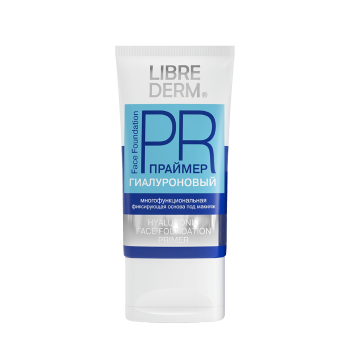 LIBRE
DERM®
Face Foundation
PR
ПРАЙМЕР
ГИАЛУРОНОВЫЙ
многофункциональная
фиксирующая основа под макияж
HYALURONIC
FACE FOUNDATION
PRIMER